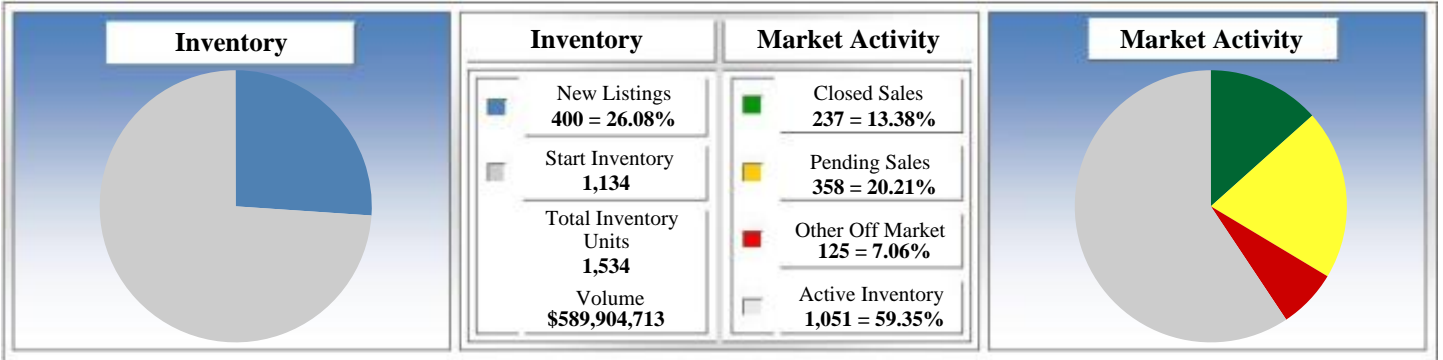 Inventory
Inventory
New Listings
400 = 26.08%
Start Inventory
1,134
Total Inventory
Units
1,534
Volume
$589,904,713
Market Activity
Closed Sales
237 = 13.38%
Pending Sales
358 = 20.21%
Other Off Market
125 = 7.06%
Active Inventory
1,051 = 59.35%
Market Activity